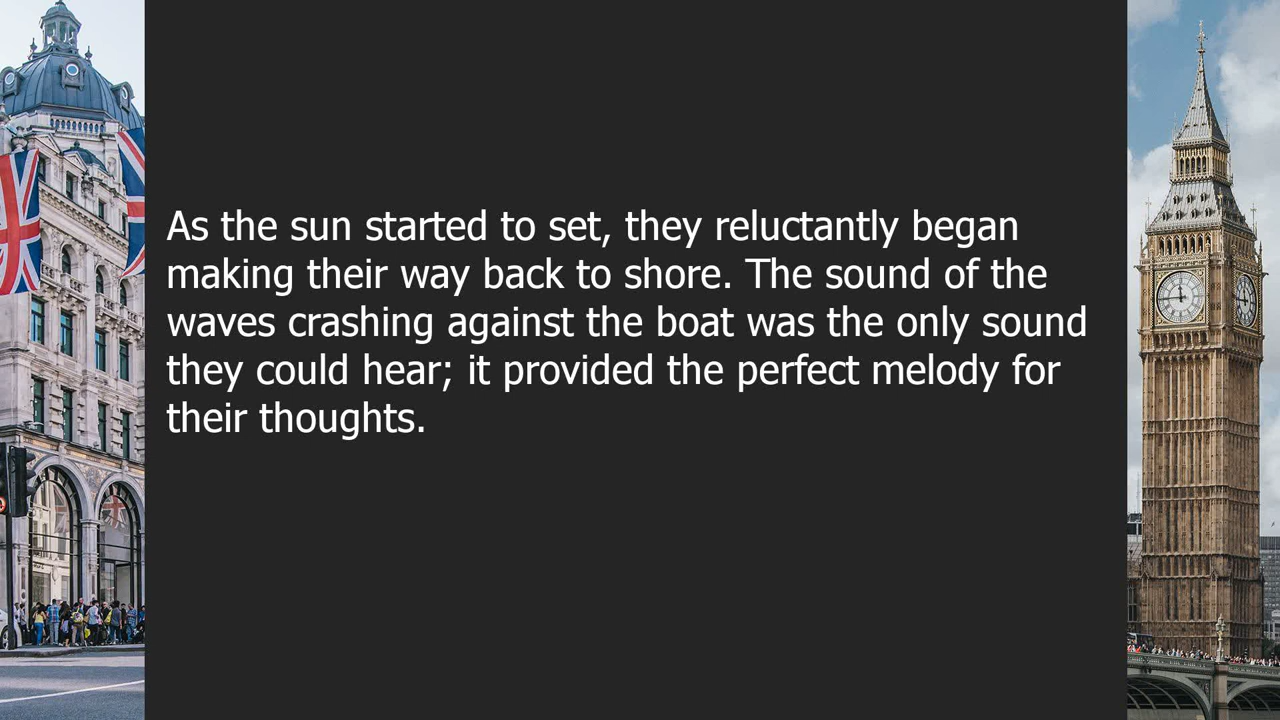 As the sun started to set, they reluctantly began
making their way back to shore. The sound of the
waves crashing against the boat was the only sound
they could hear; it provided the perfect melody for
their thoughts.